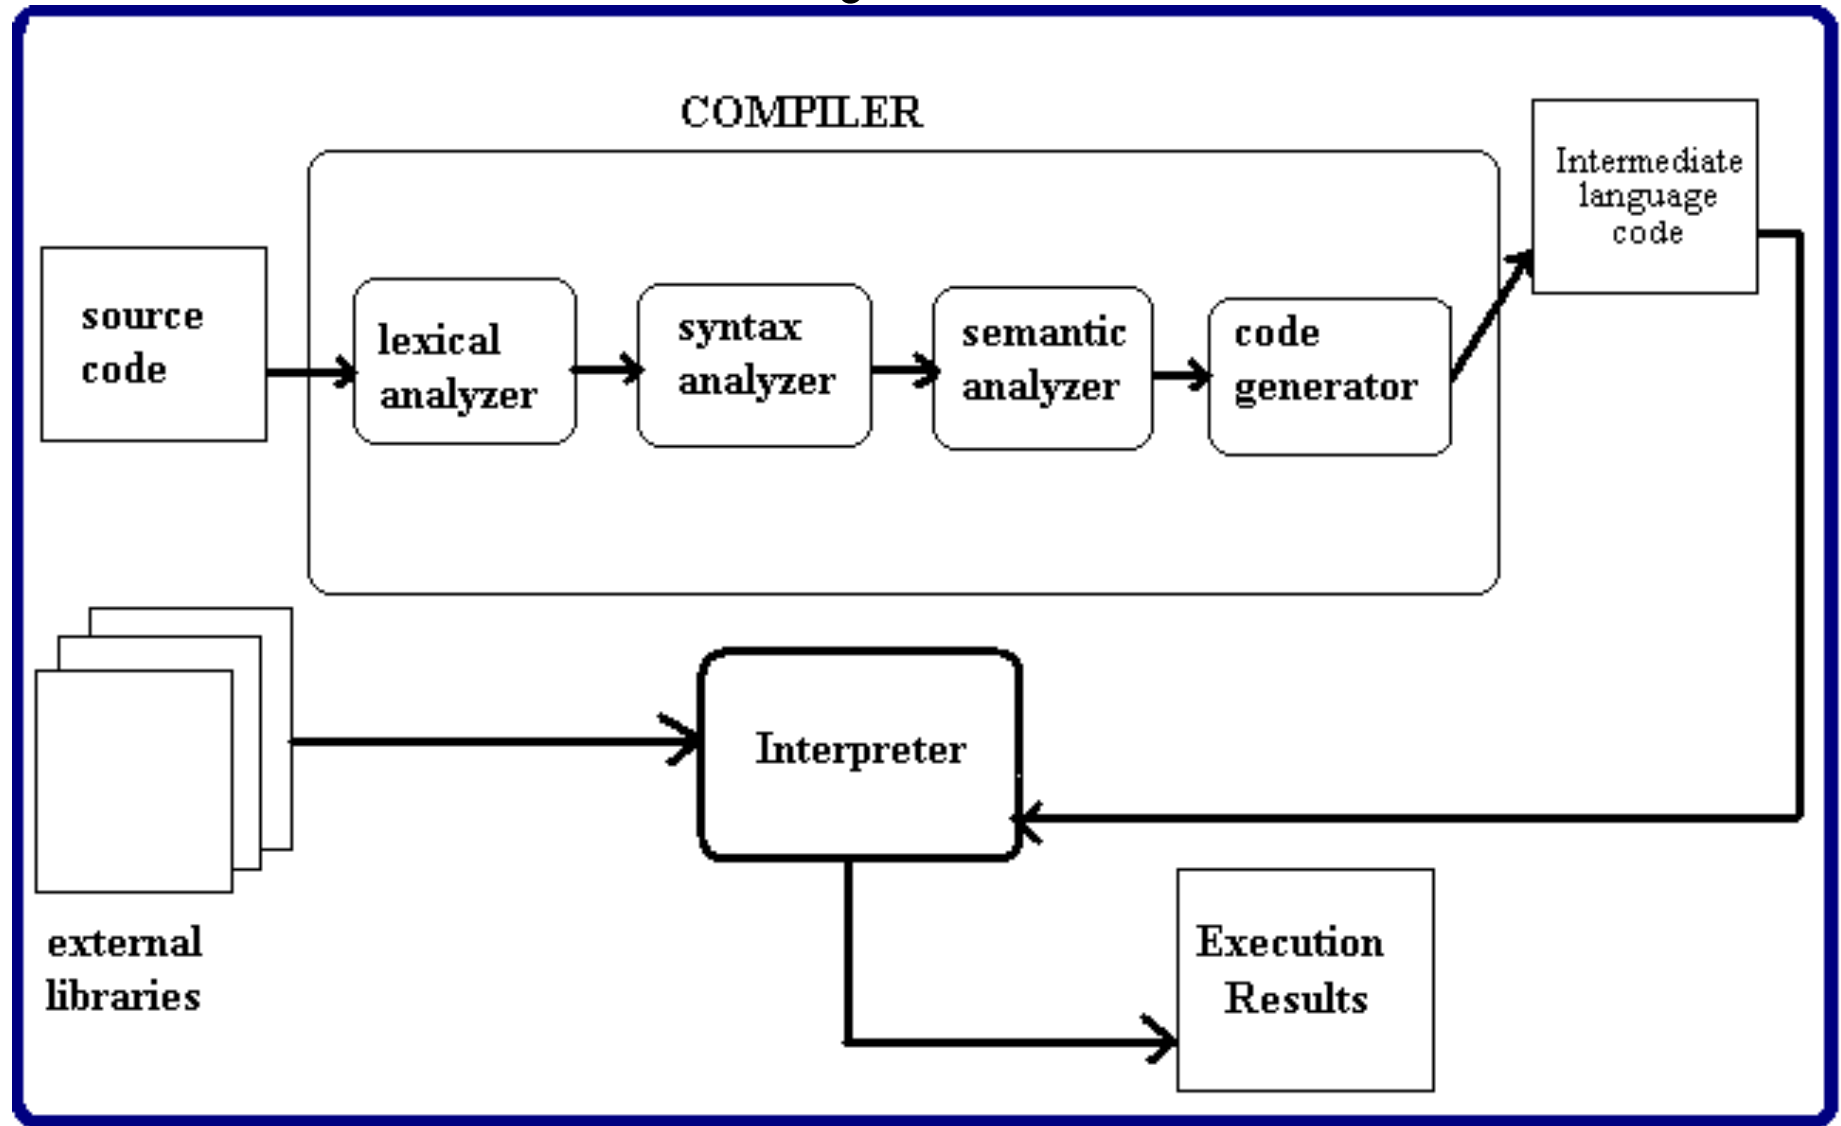 COMPILER
Intermediate
language
code
source
code
lexical
analyzer
syntax
analyzer
semantic
analyzer
code
generator
Interpreter
external
libraries
Execution
Results